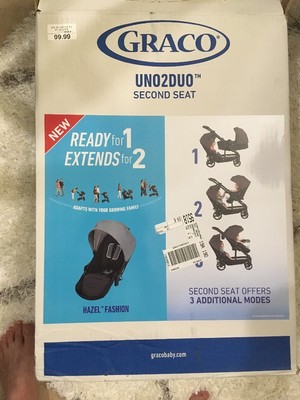 99.99
GRACO®
UNO2DUO™
SECOND SEAT
NEW
READY for 1
EXTENDS for 2
ADAPTS WITH YOUR GROWING FAMILY
1
2
3
HAZEL™ FASHION
SECOND SEAT OFFERS
3 ADDITIONAL MODES
gracobaby.com